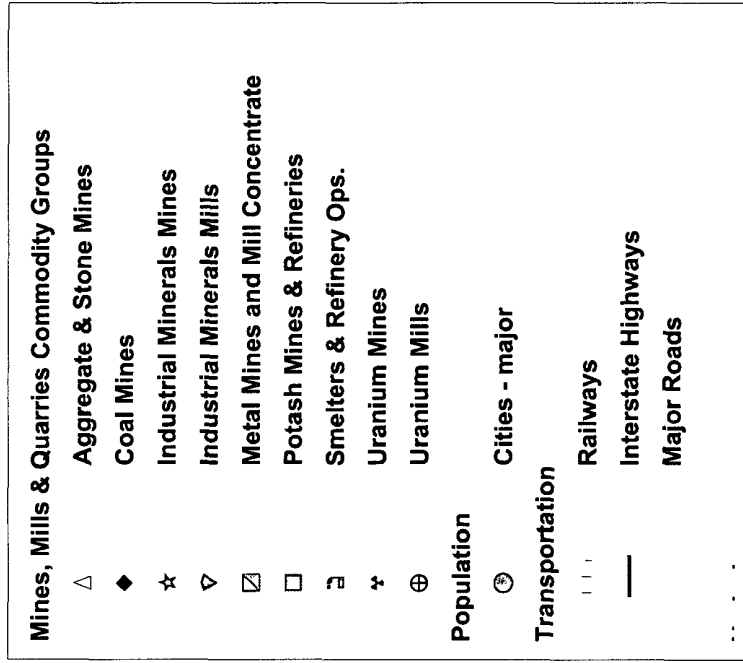 Mines, Mills & Quarries Commodity Groups
Aggregate & Stone Mines
Coal Mines
Industrial Minerals Mines
Industrial Minerals Mills
Metal Mines and Mill Concentrate
Potash Mines & Refineries
Smelters & Refinery Ops.
Uranium Mines
Uranium Mills
Population
Cities - major
Transportation
Railways
Interstate Highways
Major Roads